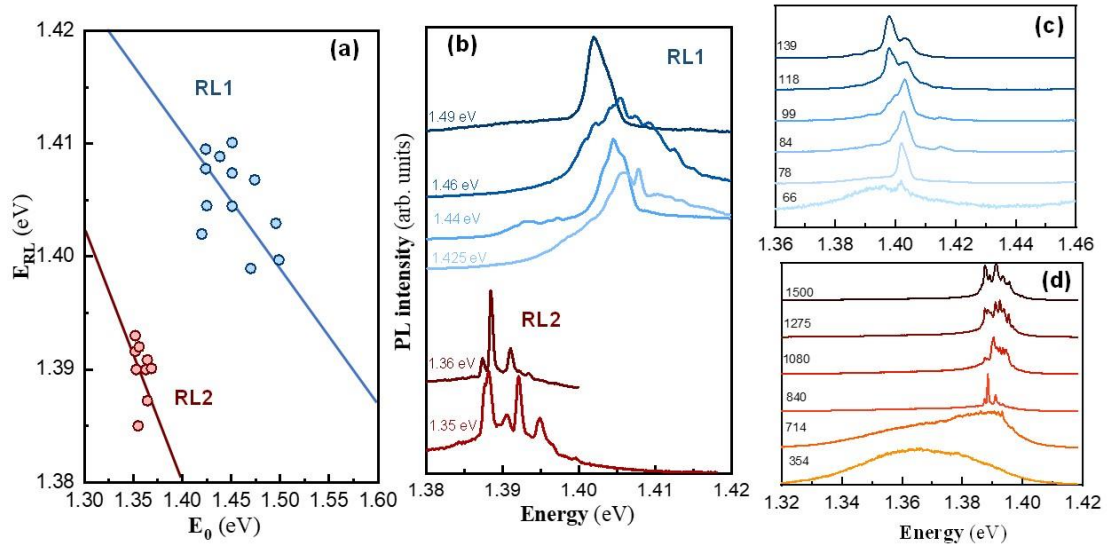 (a)
1.42
1.41
1.40
1.39
1.38
E_RL (eV)
RL1
RL2
1.30 1.35 1.40 1.45 1.50 1.55 1.60
E_0 (eV)
(b)
RL1
1.49 eV
1.46 eV
1.44 eV
1.425 eV
RL2
1.36 eV
1.35 eV
PL intensity (arb. units)
1.38 1.39 1.40 1.41 1.42
Energy (eV)
(c)
139
118
99
84
78
66
1.36 1.38 1.40 1.42 1.44 1.46
(d)
1500
1275
1080
840
714
354
1.32 1.34 1.36 1.38 1.40 1.42
Energy (eV)